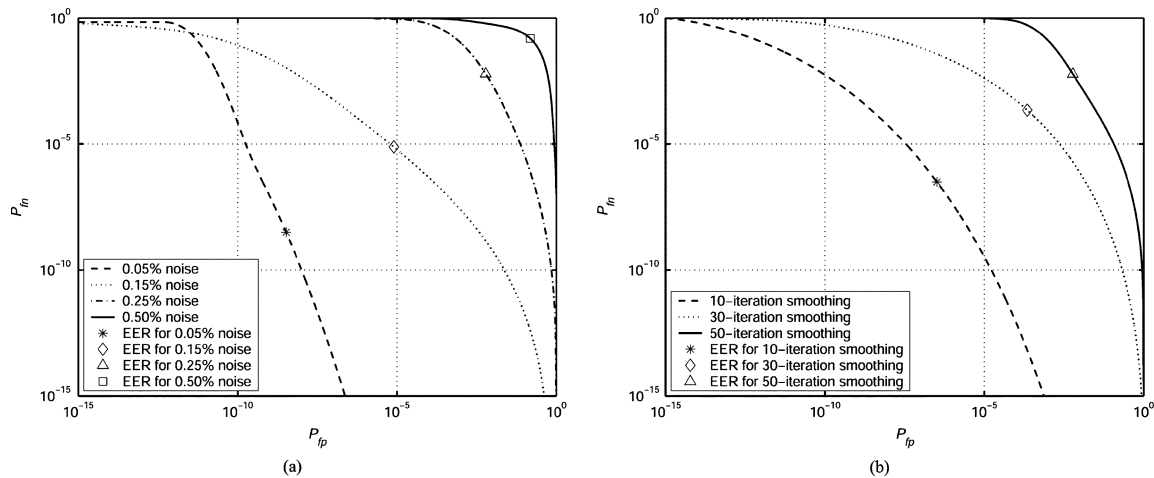 10^0
10^-5
10^-10
10^-15
P_fn
0.05% noise
0.15% noise
0.25% noise
0.50% noise
EER for 0.05% noise
EER for 0.15% noise
EER for 0.25% noise
EER for 0.50% noise
10^-15 10^-10 10^-5 10^0
P_fp
(a)
10^0
10^-5
10^-10
10^-15
P_fn
10-iteration smoothing
30-iteration smoothing
50-iteration smoothing
EER for 10-iteration smoothing
EER for 30-iteration smoothing
EER for 50-iteration smoothing
10^-15 10^-10 10^-5 10^0
P_fp
(b)